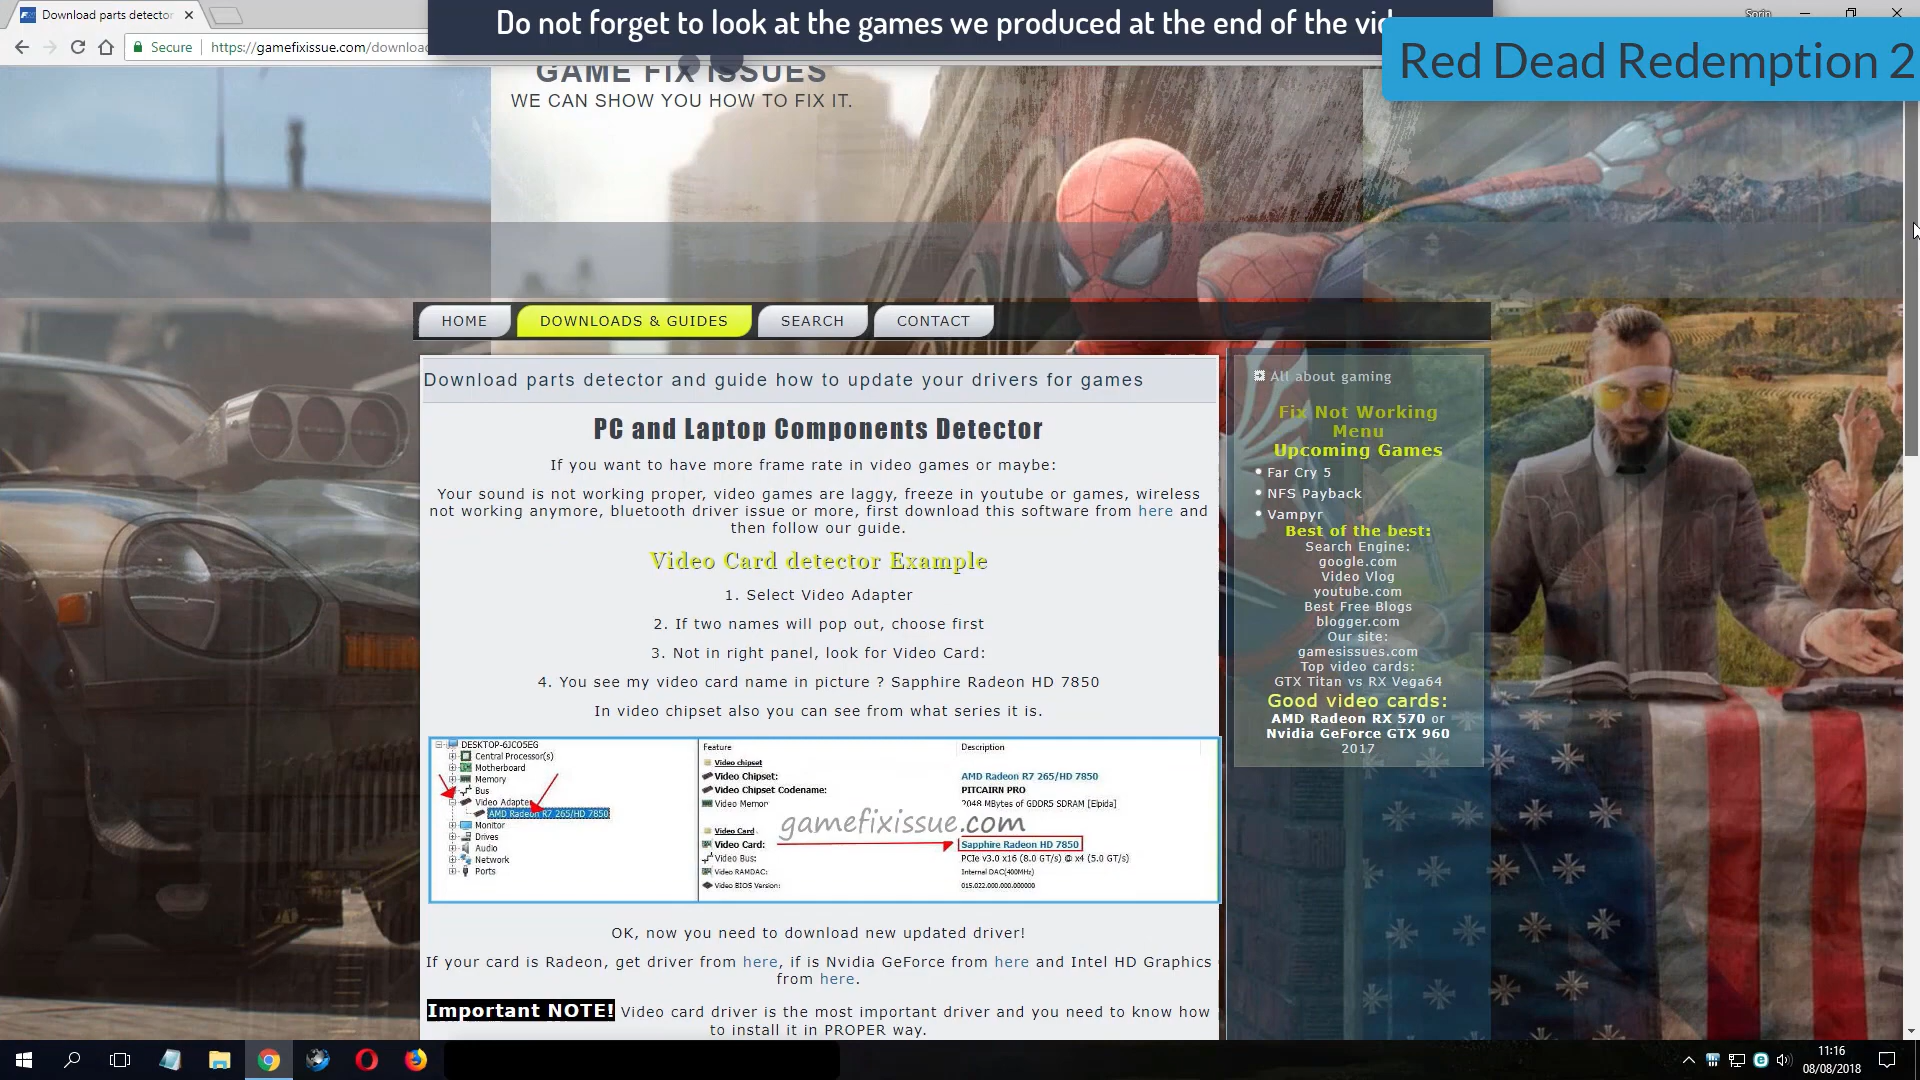 Download parts detector
Do not forget to look at the games we produced at the end of the vid
Sorin
Red Dead Redemption 2
Secure
https://gamefixissue.com/downloa
GAME FIX ISSUES
WE CAN SHOW YOU HOW TO FIX IT.
HOME
DOWNLOADS & GUIDES
SEARCH
CONTACT
Download parts detector and guide how to update your drivers for games
PC and Laptop Components Detector
If you want to have more frame rate in video games or maybe:
Your sound is not working proper, video games are laggy, freeze in youtube or games, wireless
not working anymore, bluetooth driver issue or more, first download this software from here and
then follow our guide.
Video Card detector Example
1. Select Video Adapter
2. If two names will pop out, choose first
3. Not in right panel, look for Video Card:
4. You see my video card name in picture ? Sapphire Radeon HD 7850
In video chipset also you can see from what series it is.
DESKTOP-6JCO5EG
Central Processor(s)
Motherboard
Memory
Bus
Video Adapte
AMD Radeon R7 265/HD 7850
Monitor
Drives
Audio
Network
Ports
Feature
Description
Video chipset
Video Chipset:
AMD Radeon R7 265/HD 7850
Video Chipset Codename:
PITCAIRN PRO
Video Memor
2048 MBytes of GDDR5 SDRAM [Elpida]
gamefixissue.com
Video Card
Video Card:
Sapphire Radeon HD 7850
Video Bus:
PCIe v3.0 x16 (8.0 GT/s) @ x4 (5.0 GT/s)
Video RAMDAC:
Internal DAC(400MHz)
Video BIOS Version:
015.022.000.000.000000
OK, now you need to download new updated driver!
If your card is Radeon, get driver from here, if is Nvidia GeForce from here and Intel HD Graphics
from here.
Important NOTE! Video card driver is the most important driver and you need to know how
to install it in PROPER way.
All about gaming
Fix Not Working
Menu
Upcoming Games
Far Cry 5
NFS Payback
Vampyr
Best of the best:
Search Engine:
google.com
Video Vlog
youtube.com
Best Free Blogs
blogger.com
Our site:
gamesissues.com
Top video cards:
GTX Titan vs RX Vega64
Good video cards:
AMD Radeon RX 570 or
Nvidia GeForce GTX 960
2017
11:16
08/08/2018